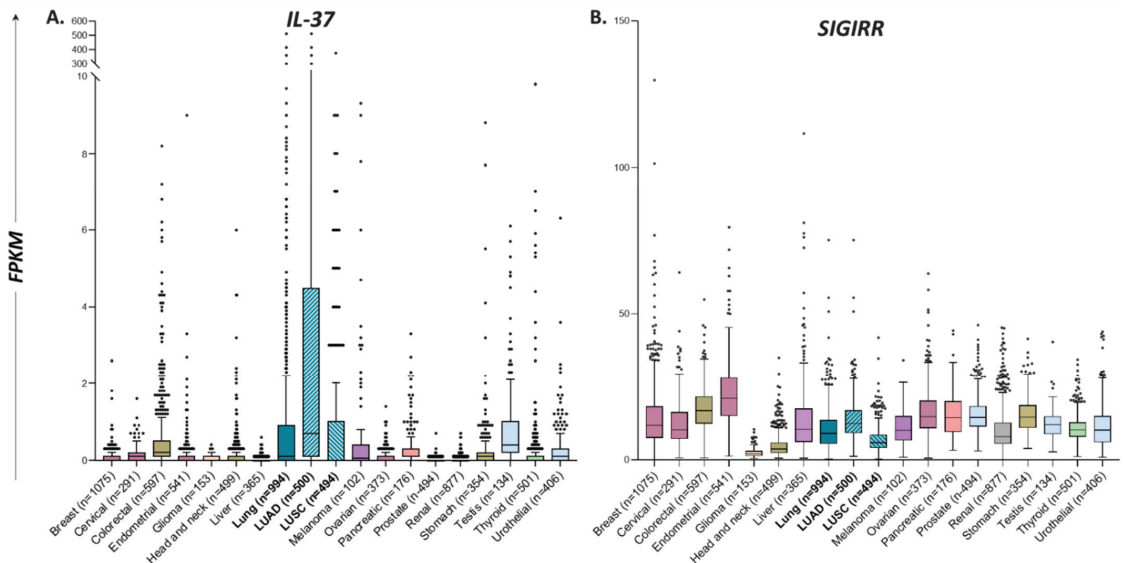 A.
IL-37
FPKM
600
500
400
300
10
8
6
4
2
0
Breast (n=1075)
Cervical (n=291)
Colorectal (n=597)
Endometrial (n=541)
Glioma (n=153)
Head and neck (n=499)
Liver (n=365)
Lung (n=994)
LUAD (n=500)
LUSC (n=494)
Melanoma (n=102)
Ovarian (n=373)
Pancreatic (n=176)
Prostate (n=494)
Renal (n=877)
Stomach (n=354)
Testis (n=134)
Thyroid (n=501)
Urothelial (n=406)
B.
SIGIRR
150
100
50
0
Breast (n=1075)
Cervical (n=291)
Colorectal (n=597)
Endometrial (n=541)
Glioma (n=153)
Head and neck (n=499)
Liver (n=365)
Lung (n=994)
LUAD (n=500)
LUSC (n=494)
Melanoma (n=102)
Ovarian (n=373)
Pancreatic (n=176)
Prostate (n=494)
Renal (n=877)
Stomach (n=354)
Testis (n=134)
Thyroid (n=501)
Urothelial (n=406)